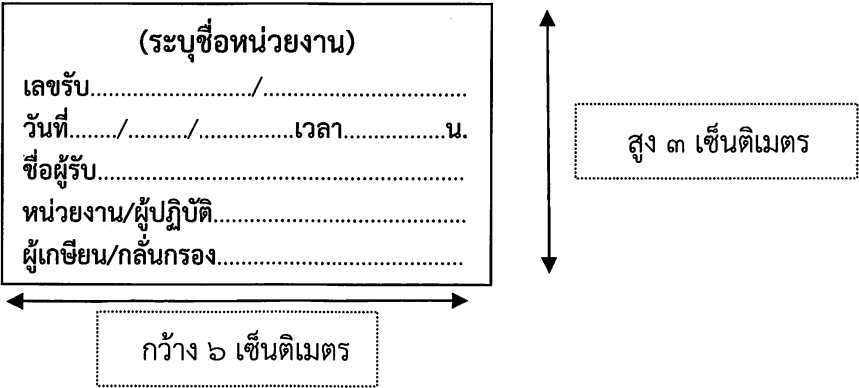 (ระบุชื่อหน่วยงาน)
เลขรับ........................../.................................
วันที่......../........../................เวลา.................น.
ชื่อผู้รับ.............................................................
หน่วยงาน/ผู้ปฏิบัติ..........................................
ผู้เกษียน/กลั่นกรอง.........................................
สูง ๓ เซ็นติเมตร
กว้าง ๖ เซ็นติเมตร